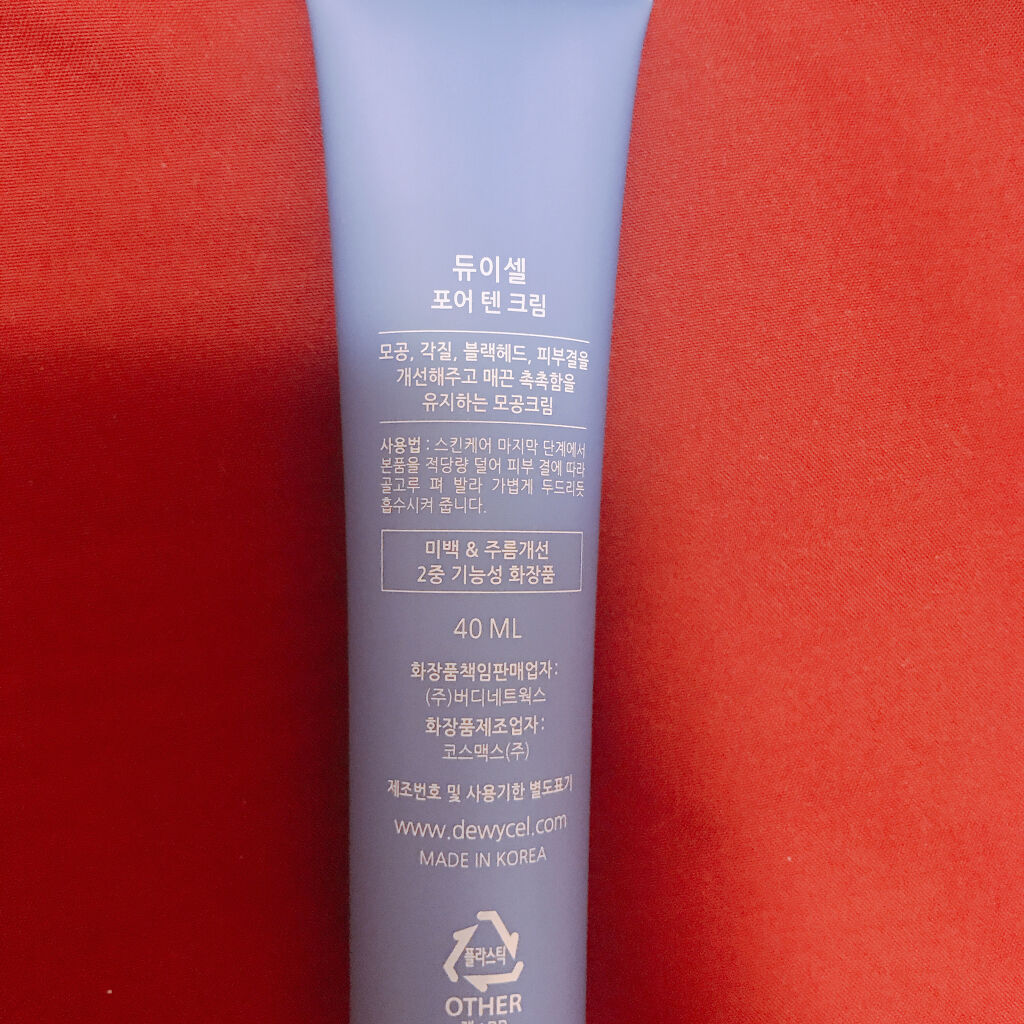 듀이셀
포어 텐 크림
모공, 각질, 블랙헤드, 피부결을
개선해주고 매끈 촉촉함을
유지하는 모공크림
사용법 : 스킨케어 마지막 단계에서
본품을 적당량 덜어 피부 결에 따라
골고루 펴 발라 가볍게 두드리듯
흡수시켜 줍니다.
미백 & 주름개선
2중 기능성 화장품
40 ML
화장품책임판매업자:
(주)버디네트웍스
화장품제조업자:
코스맥스(주)
제조번호 및 사용기한 별도표기
www.dewycel.com
MADE IN KOREA
플라스틱
OTHER